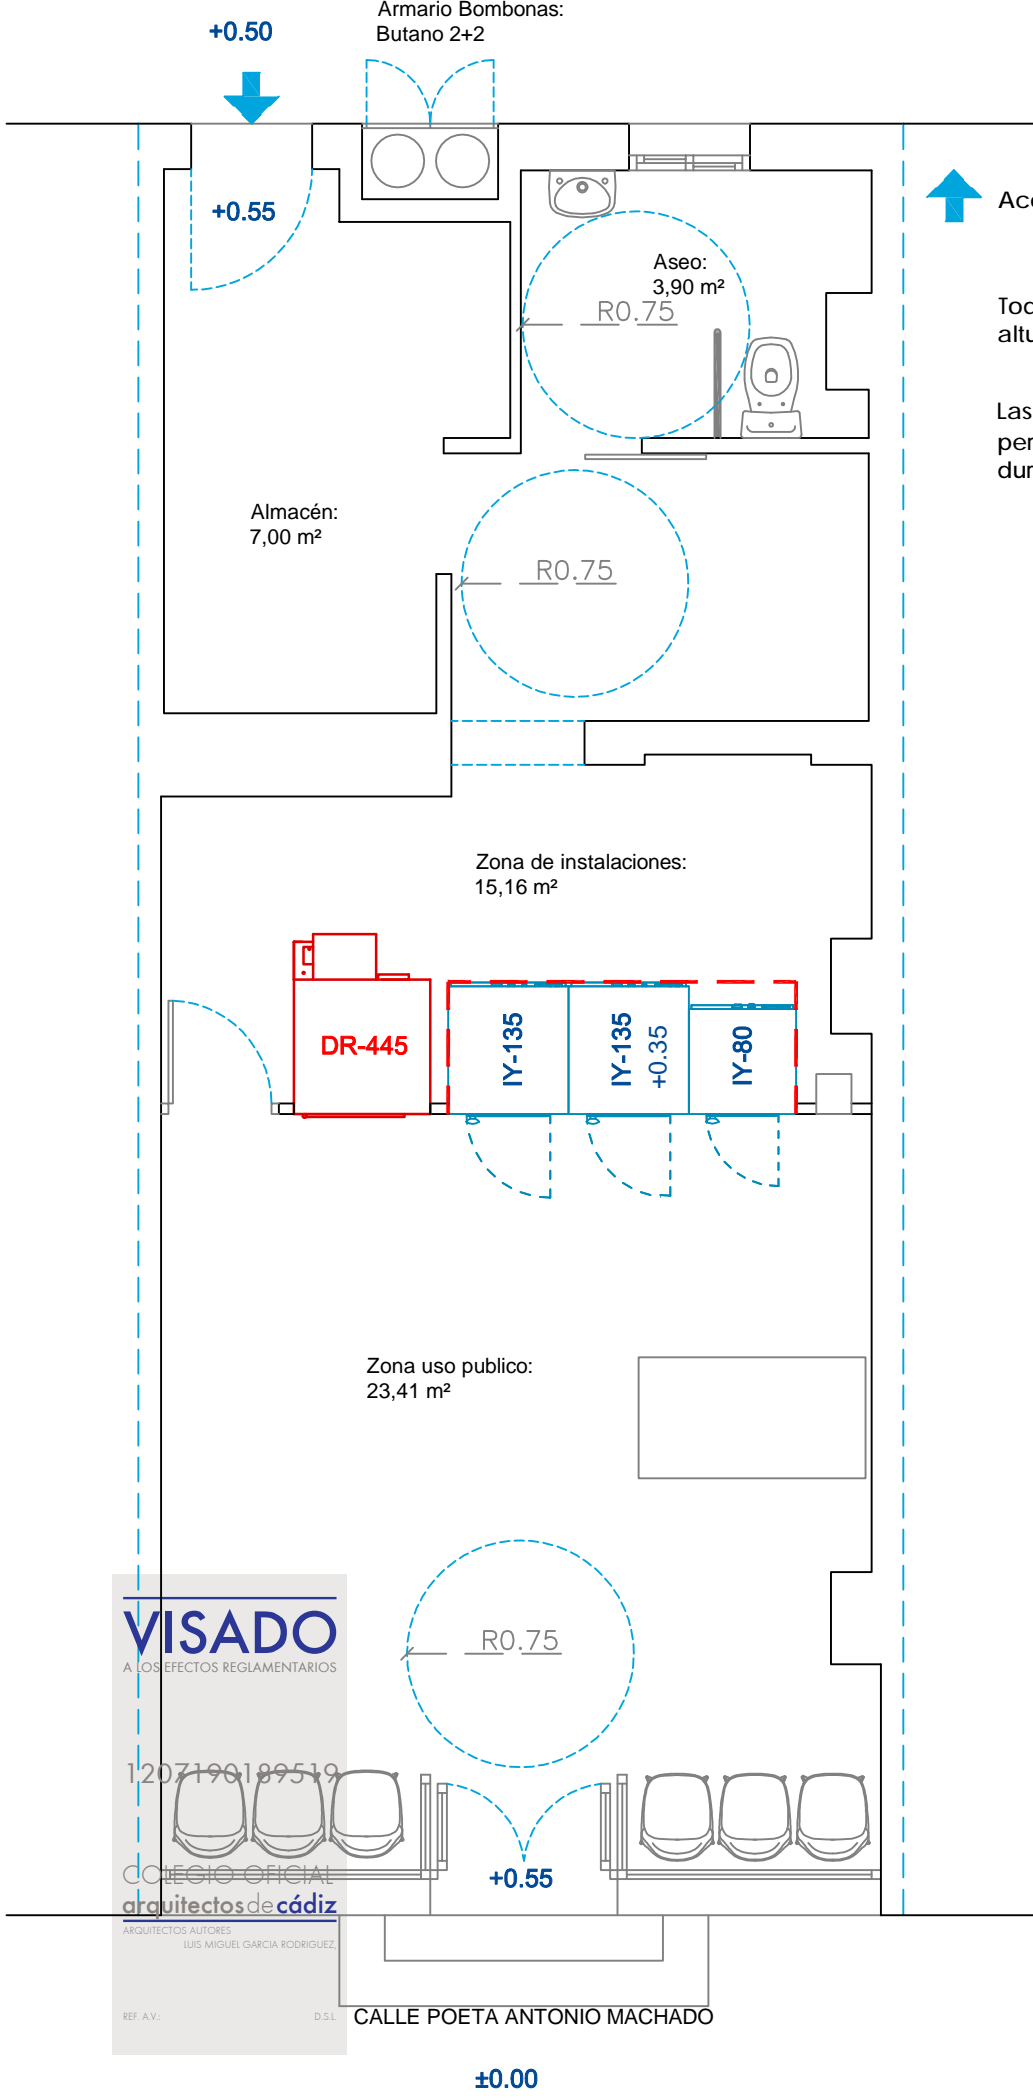 Armario Bombonas:
Butano 2+2
+0.50
+0.55
Aseo:
3,90 m²
R0.75
Almacén:
7,00 m²
R0.75
Zona de instalaciones:
15,16 m²
DR-445
IY-135
IY-135
+0.35
IY-80
Zona uso publico:
23,41 m²
R0.75
VISADO
A LOS EFECTOS REGLAMENTARIOS
1207190189519
COLEGIO OFICIAL
arquitectos de cádiz
ARQUITECTOS AUTORES
LUIS MIGUEL GARCIA RODRIGUEZ,
REF. A.V.: D.S.L
+0.55
CALLE POETA ANTONIO MACHADO
±0.00
Las